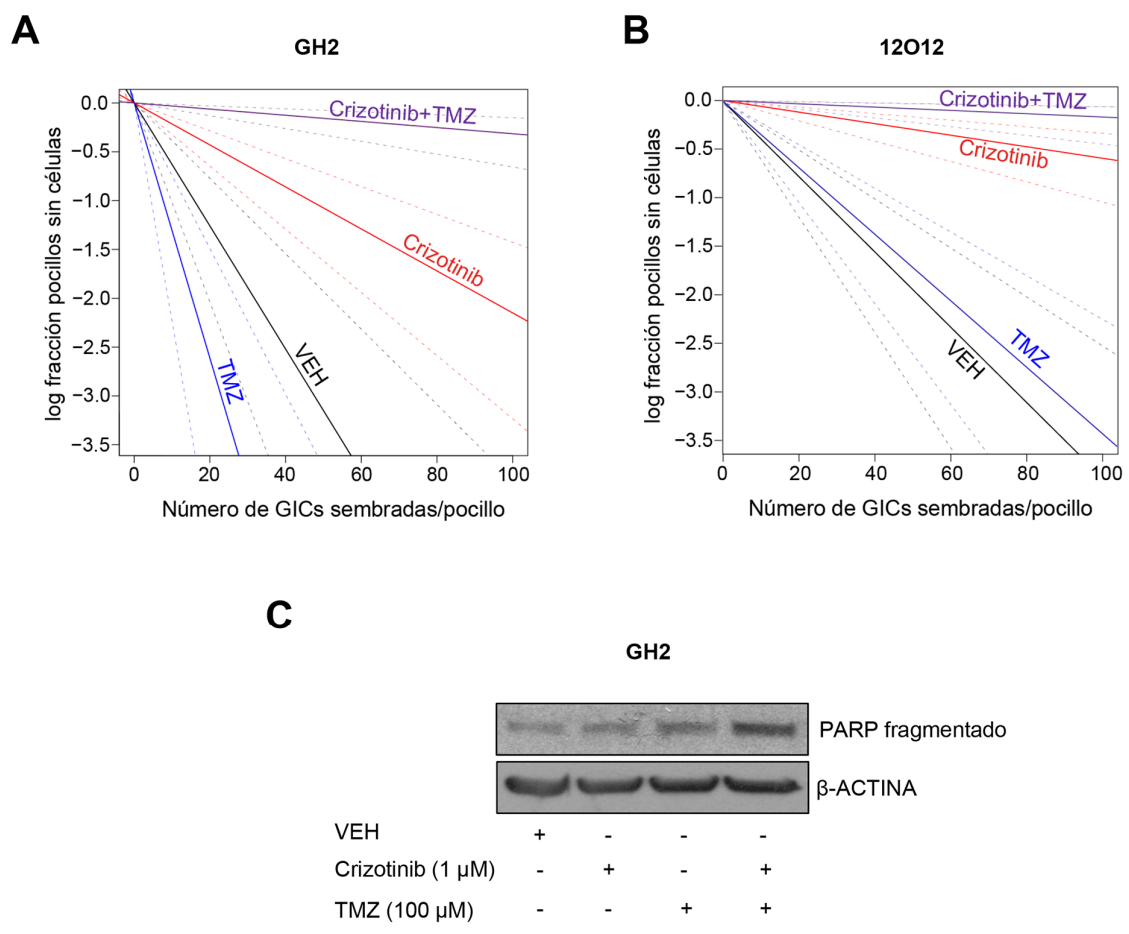 A
GH2
log fracción pocillos sin células
0.0
−0.5
−1.0
−1.5
−2.0
−2.5
−3.0
−3.5
Crizotinib+TMZ
Crizotinib
VEH
TMZ
0 20 40 60 80 100
Número de GICs sembradas/pocillo
B
12O12
log fracción pocillos sin células
0.0
−0.5
−1.0
−1.5
−2.0
−2.5
−3.0
−3.5
Crizotinib+TMZ
Crizotinib
TMZ
VEH
0 20 40 60 80 100
Número de GICs sembradas/pocillo
C
GH2
PARP fragmentado
β-ACTINA
VEH + - - -
Crizotinib (1 µM) - + - +
TMZ (100 µM) - - + +